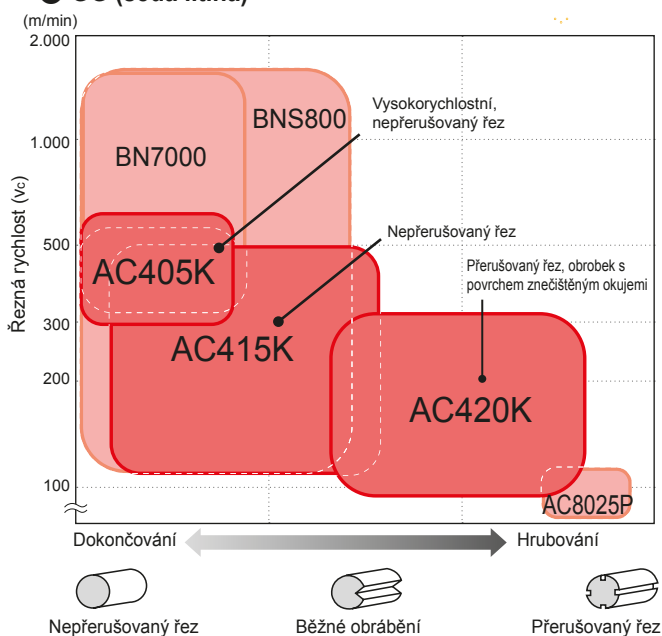 (m/min)
2.000
1.000
500
300
200
100
Řezná rychlost (vc)
BN7000
BNS800
Vysokorychlostní,
nepřerušovaný řez
AC405K
Nepřerušovaný řez
AC415K
Přerušovaný řez, obrobek s
povrchem znečištěným okujemi
AC420K
AC8025P
Dokončování
Hrubování
Nepřerušovaný řez
Běžné obrábění
Přerušovaný řez